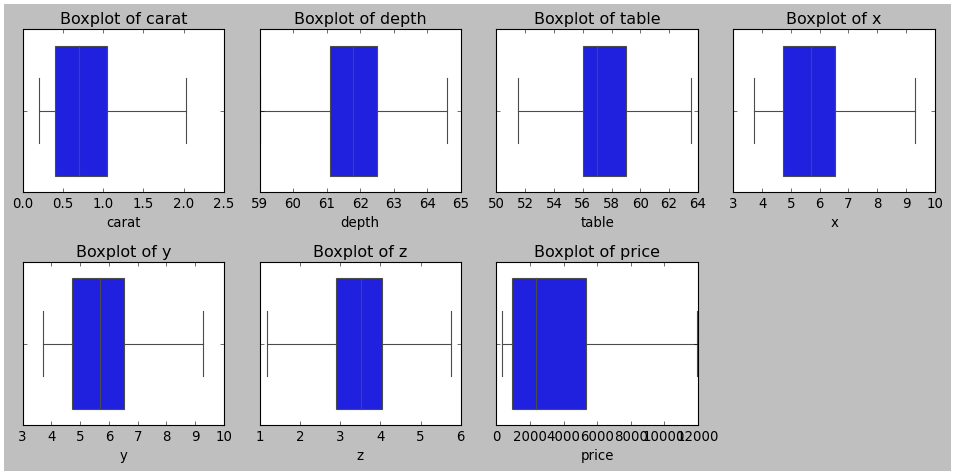 Boxplot of carat Boxplot of depth Boxplot of table Boxplot of x
0.0 0.5 1.0 1.5 2.0 2.5 59 60 61 62 63 64 65 50 52 54 56 58 60 62 64 3 4 5 6 7 8 9 10
carat depth table x
Boxplot of y Boxplot of z Boxplot of price
3 4 5 6 7 8 9 10 1 2 3 4 5 6 0 2000 4000 6000 8000 10000 12000
y z price